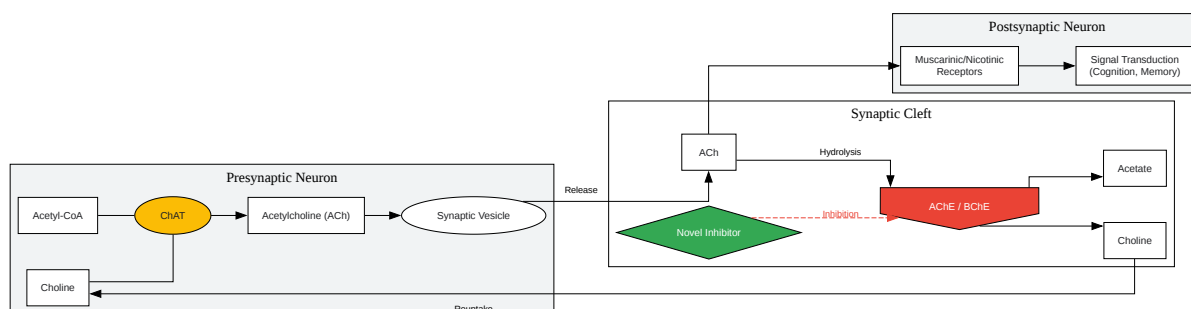 Postsynaptic Neuron
Muscarinic/Nicotinic
Receptors
Signal Transduction
(Cognition, Memory)
Synaptic Cleft
ACh
Hydrolysis
Acetate
AChE / BChE
Inhibition
Novel Inhibitor
Choline
Presynaptic Neuron
Release
Acetyl-CoA
ChAT
Acetylcholine (ACh)
Synaptic Vesicle
Choline